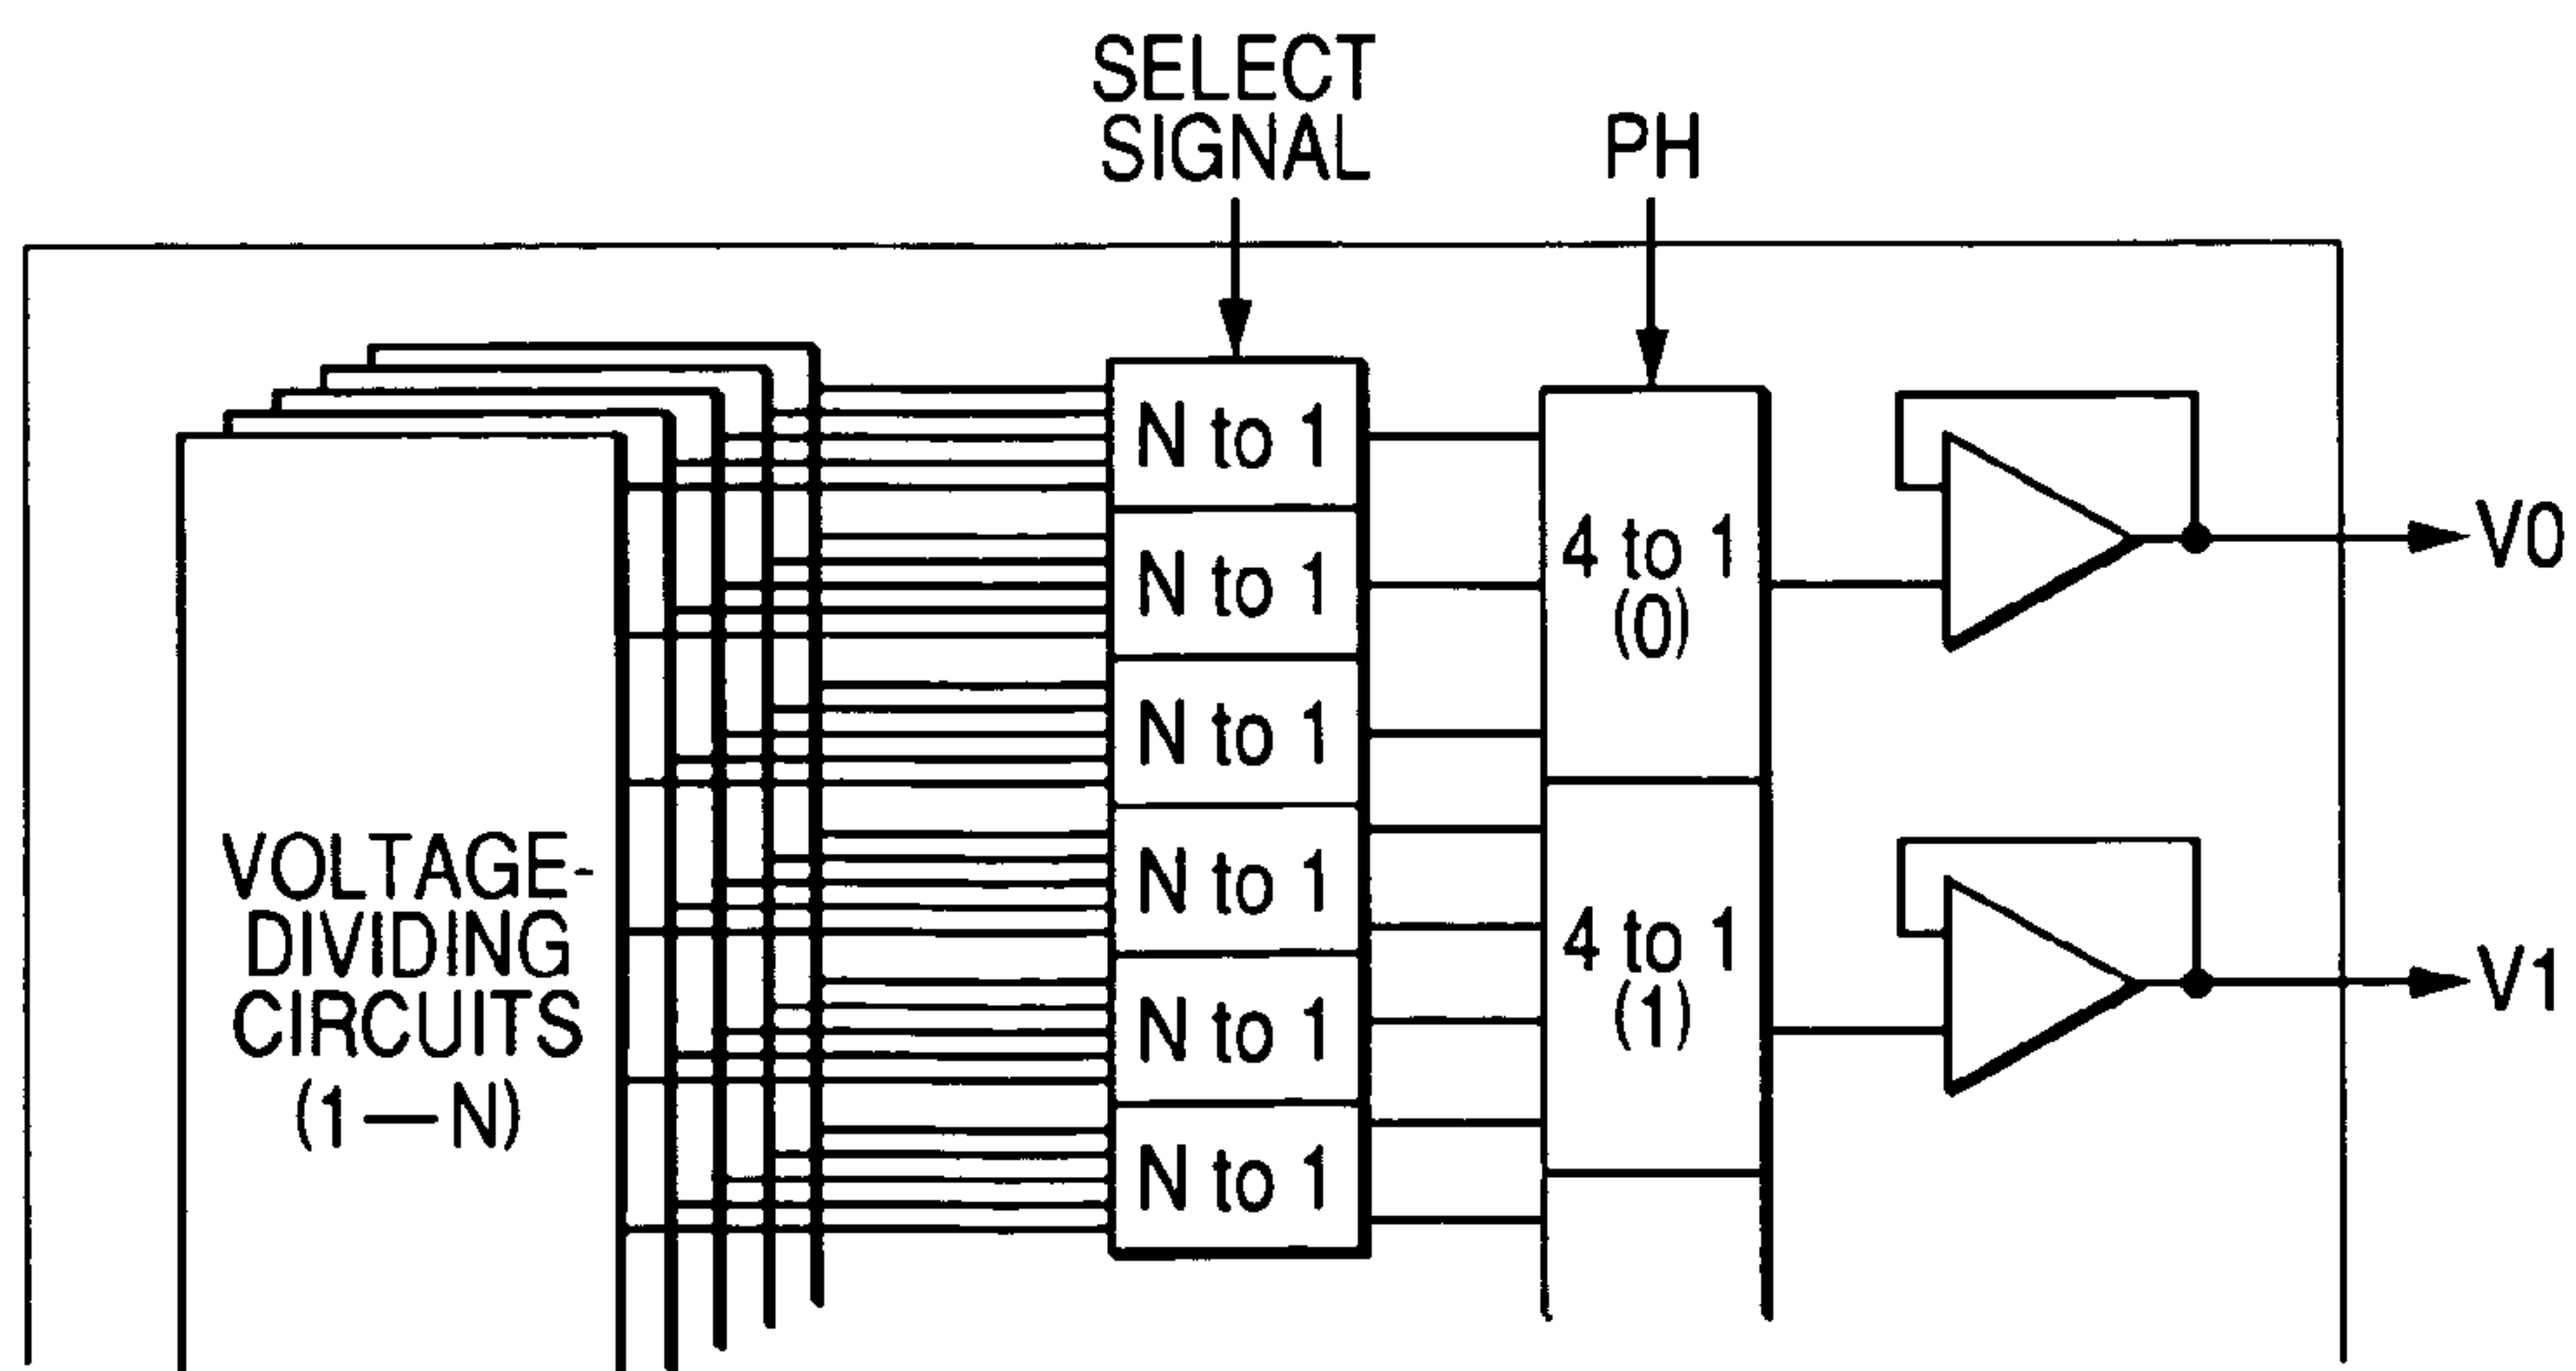 SELECT
SIGNAL
PH
N to 1
N to 1
N to 1
N to 1
N to 1
N to 1
4 to 1
(0)
4 to 1
(1)
V0
V1
VOLTAGE-
DIVIDING
CIRCUITS
(1—N)